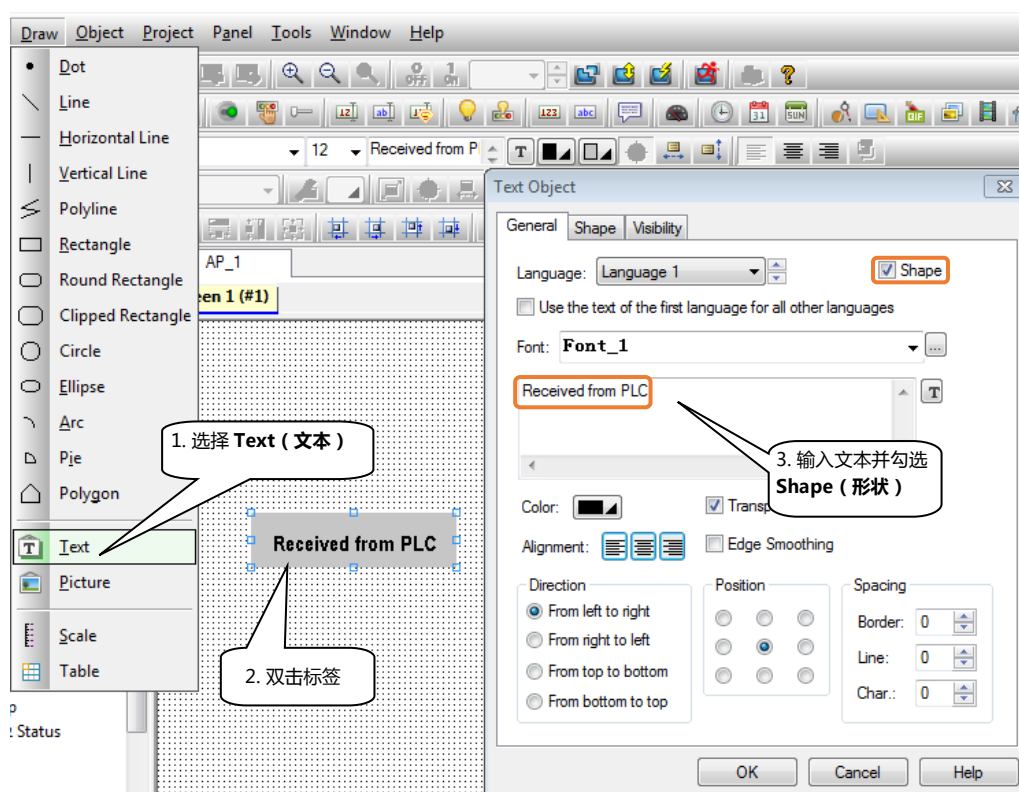 Draw Object Project Panel Tools Window Help
Dot
Line
Horizontal Line
Vertical Line
Polyline
Rectangle
Round Rectangle
Clipped Rectangle
Circle
Ellipse
Arc
Pie
Polygon
Text
Picture
Scale
Table
Status
12 Received from P
AP_1
een 1 (#1)
1. 选择 Text（文本）
Received from PLC
2. 双击标签
Text Object
General Shape Visibility
Language: Language 1
Shape
Use the text of the first language for all other languages
Font: Font_1
...
Received from PLC
T
3. 输入文本并勾选
Shape（形状）
Color:
Transp
Alignment:
Edge Smoothing
Direction
From left to right
From right to left
From top to bottom
From bottom to top
Position
Spacing
Border: 0
Line: 0
Char.: 0
OK Cancel Help